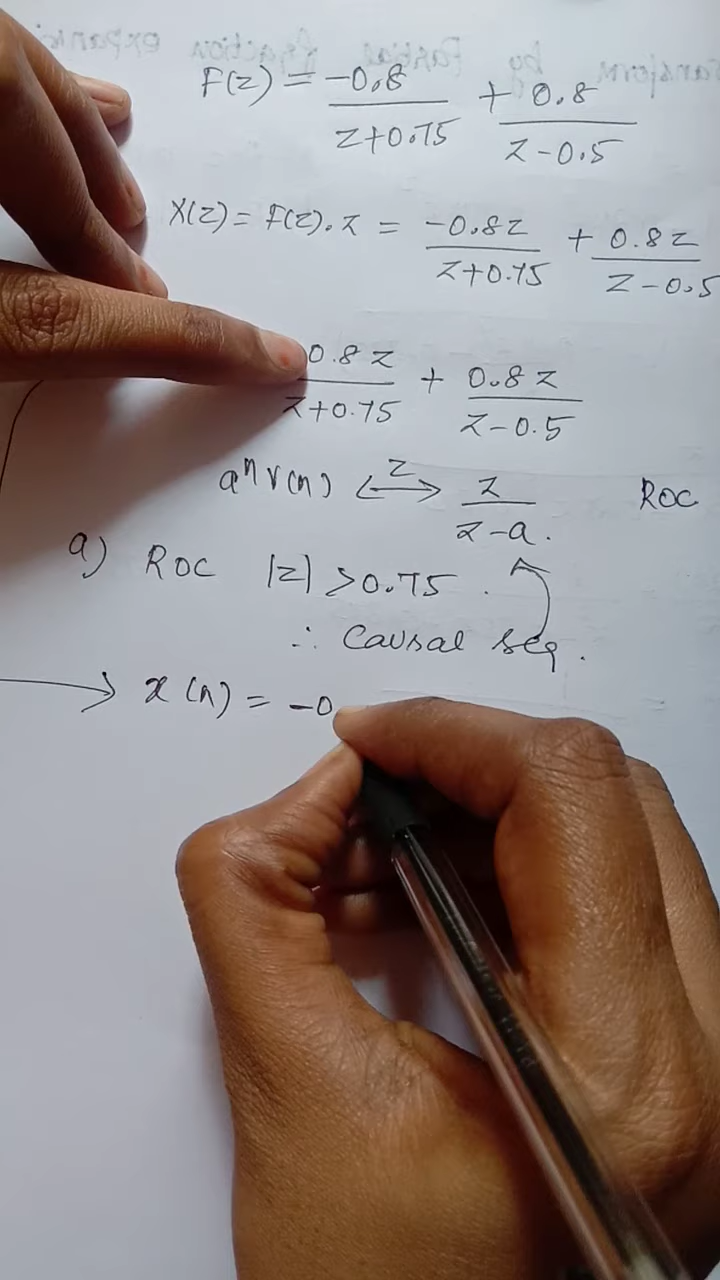 F(z) = -0.8/(z+0.75) + 0.8/(z-0.5)
X(z) = F(z).z = -0.8z/(z+0.75) + 0.8z/(z-0.5)
0.8z/(z+0.75) + 0.8z/(z-0.5)
aⁿ v(n) <-z-> z/(z-a). ROC
a) ROC |z| > 0.75.
∴ Causal seq.
x(n) = -0